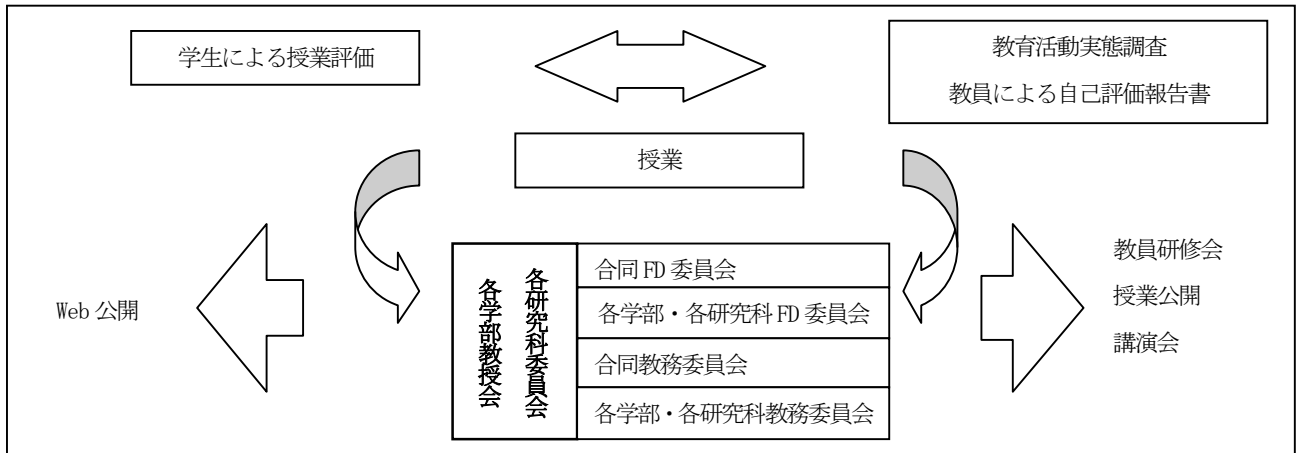 学生による授業評価
教育活動実態調査
教員による自己評価報告書
授業
Web 公開
各研究科委員会
各学部教授会
合同 FD 委員会
各学部・各研究科 FD 委員会
合同教務委員会
各学部・各研究科教務委員会
教員研修会
授業公開
講演会